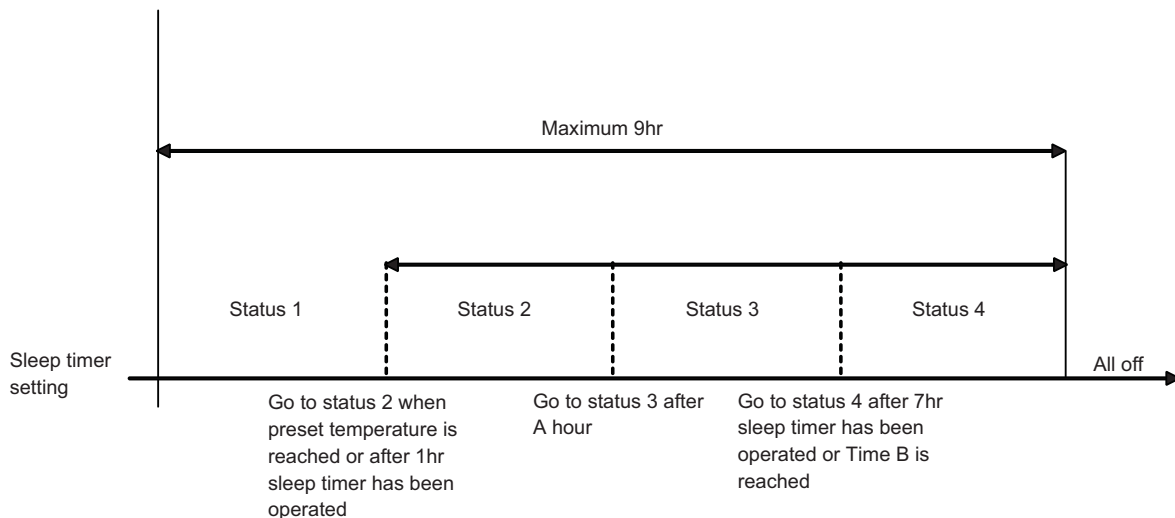 Maximum 9hr
Status 1
Status 2
Status 3
Status 4
Sleep timer
setting
All off
Go to status 2 when
preset temperature is
reached or after 1hr
sleep timer has been
operated
Go to status 3 after
A hour
Go to status 4 after 7hr
sleep timer has been
operated or Time B is
reached